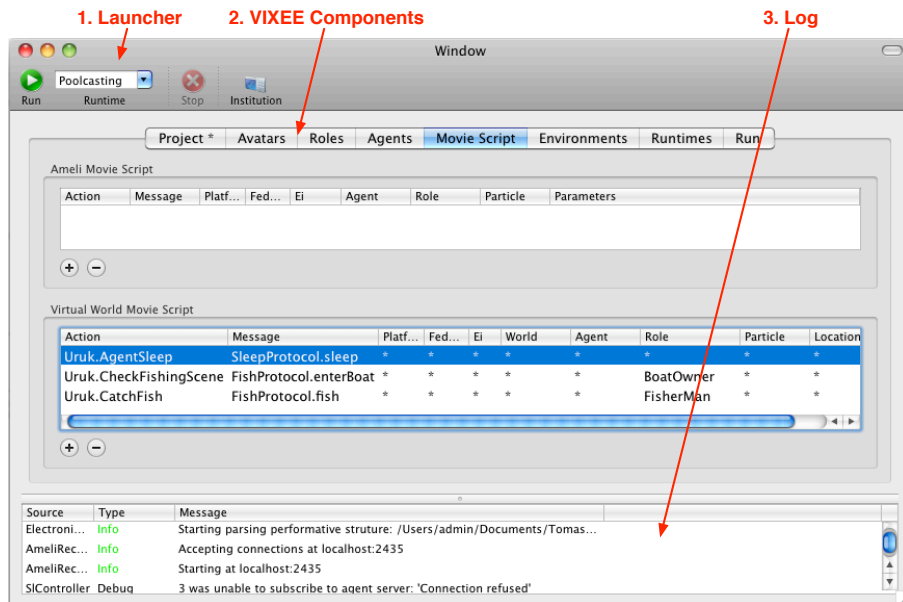 1. Launcher 2. VIXEE Components 3. Log
Window
Poolcasting
Run Runtime Stop Institution
Project * Avatars Roles Agents Movie Script Environments Runtimes Run
Ameli Movie Script
Action Message Platf... Fed... Ei Agent Role Particle Parameters
Virtual World Movie Script
Action Message Platf... Fed... Ei World Agent Role Particle Location
Uruk.AgentSleep SleepProtocol.sleep * * * * * * * *
Uruk.CheckFishingScene FishProtocol.enterBoat * * * * * BoatOwner * *
Uruk.CatchFish FishProtocol.fish * * * * * FisherMan * *
Source Type Message
Electroni... Info Starting parsing performative struture: /Users/admin/Documents/Tomas...
AmeliRec... Info Accepting connections at localhost:2435
AmeliRec... Info Starting at localhost:2435
SlController Debug 3 was unable to subscribe to agent server: 'Connection refused'